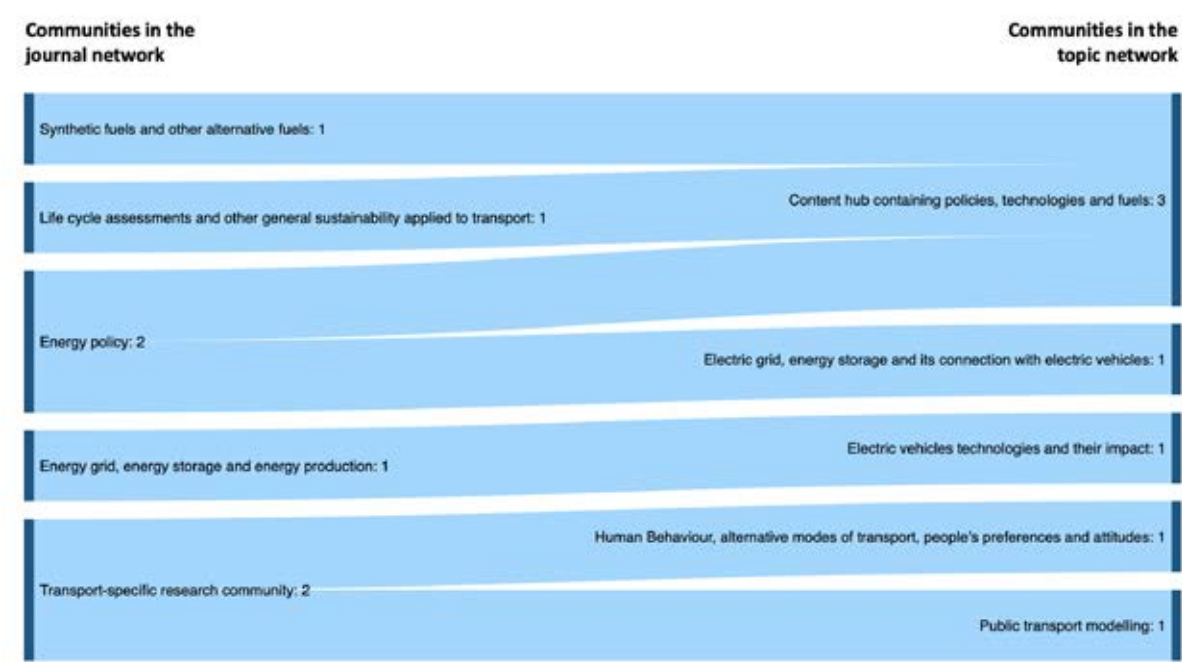 Communities in the
journal network
Communities in the
topic network
Synthetic fuels and other alternative fuels: 1
Life cycle assessments and other general sustainability applied to transport: 1
Content hub containing policies, technologies and fuels: 3
Energy policy: 2
Electric grid, energy storage and its connection with electric vehicles: 1
Energy grid, energy storage and energy production: 1
Electric vehicles technologies and their impact: 1
Human Behaviour, alternative modes of transport, people's preferences and attitudes: 1
Transport-specific research community: 2
Public transport modelling: 1